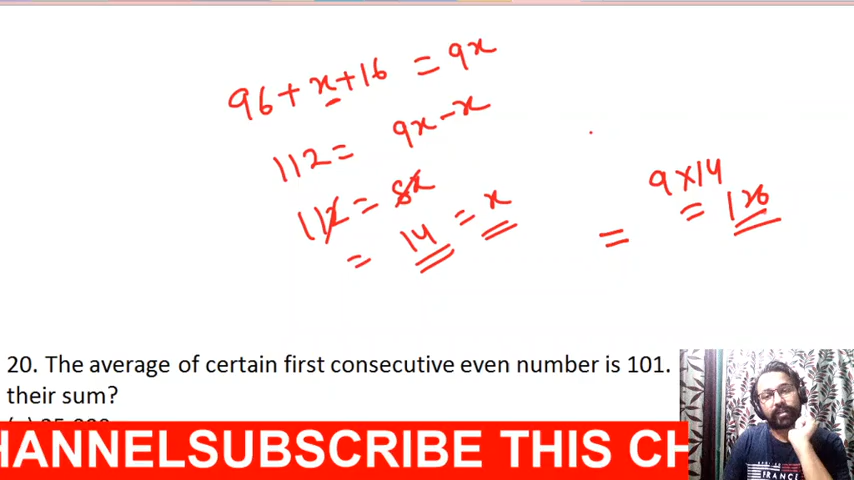 96 + x + 16 = 9x
112 = 9x - x
112 = 8x
= 14 = x
9 x 14
= = 126
20. The average of certain first consecutive even number is 101.
their sum?
HANNELSUBSCRIBE THIS CH
FRANCE